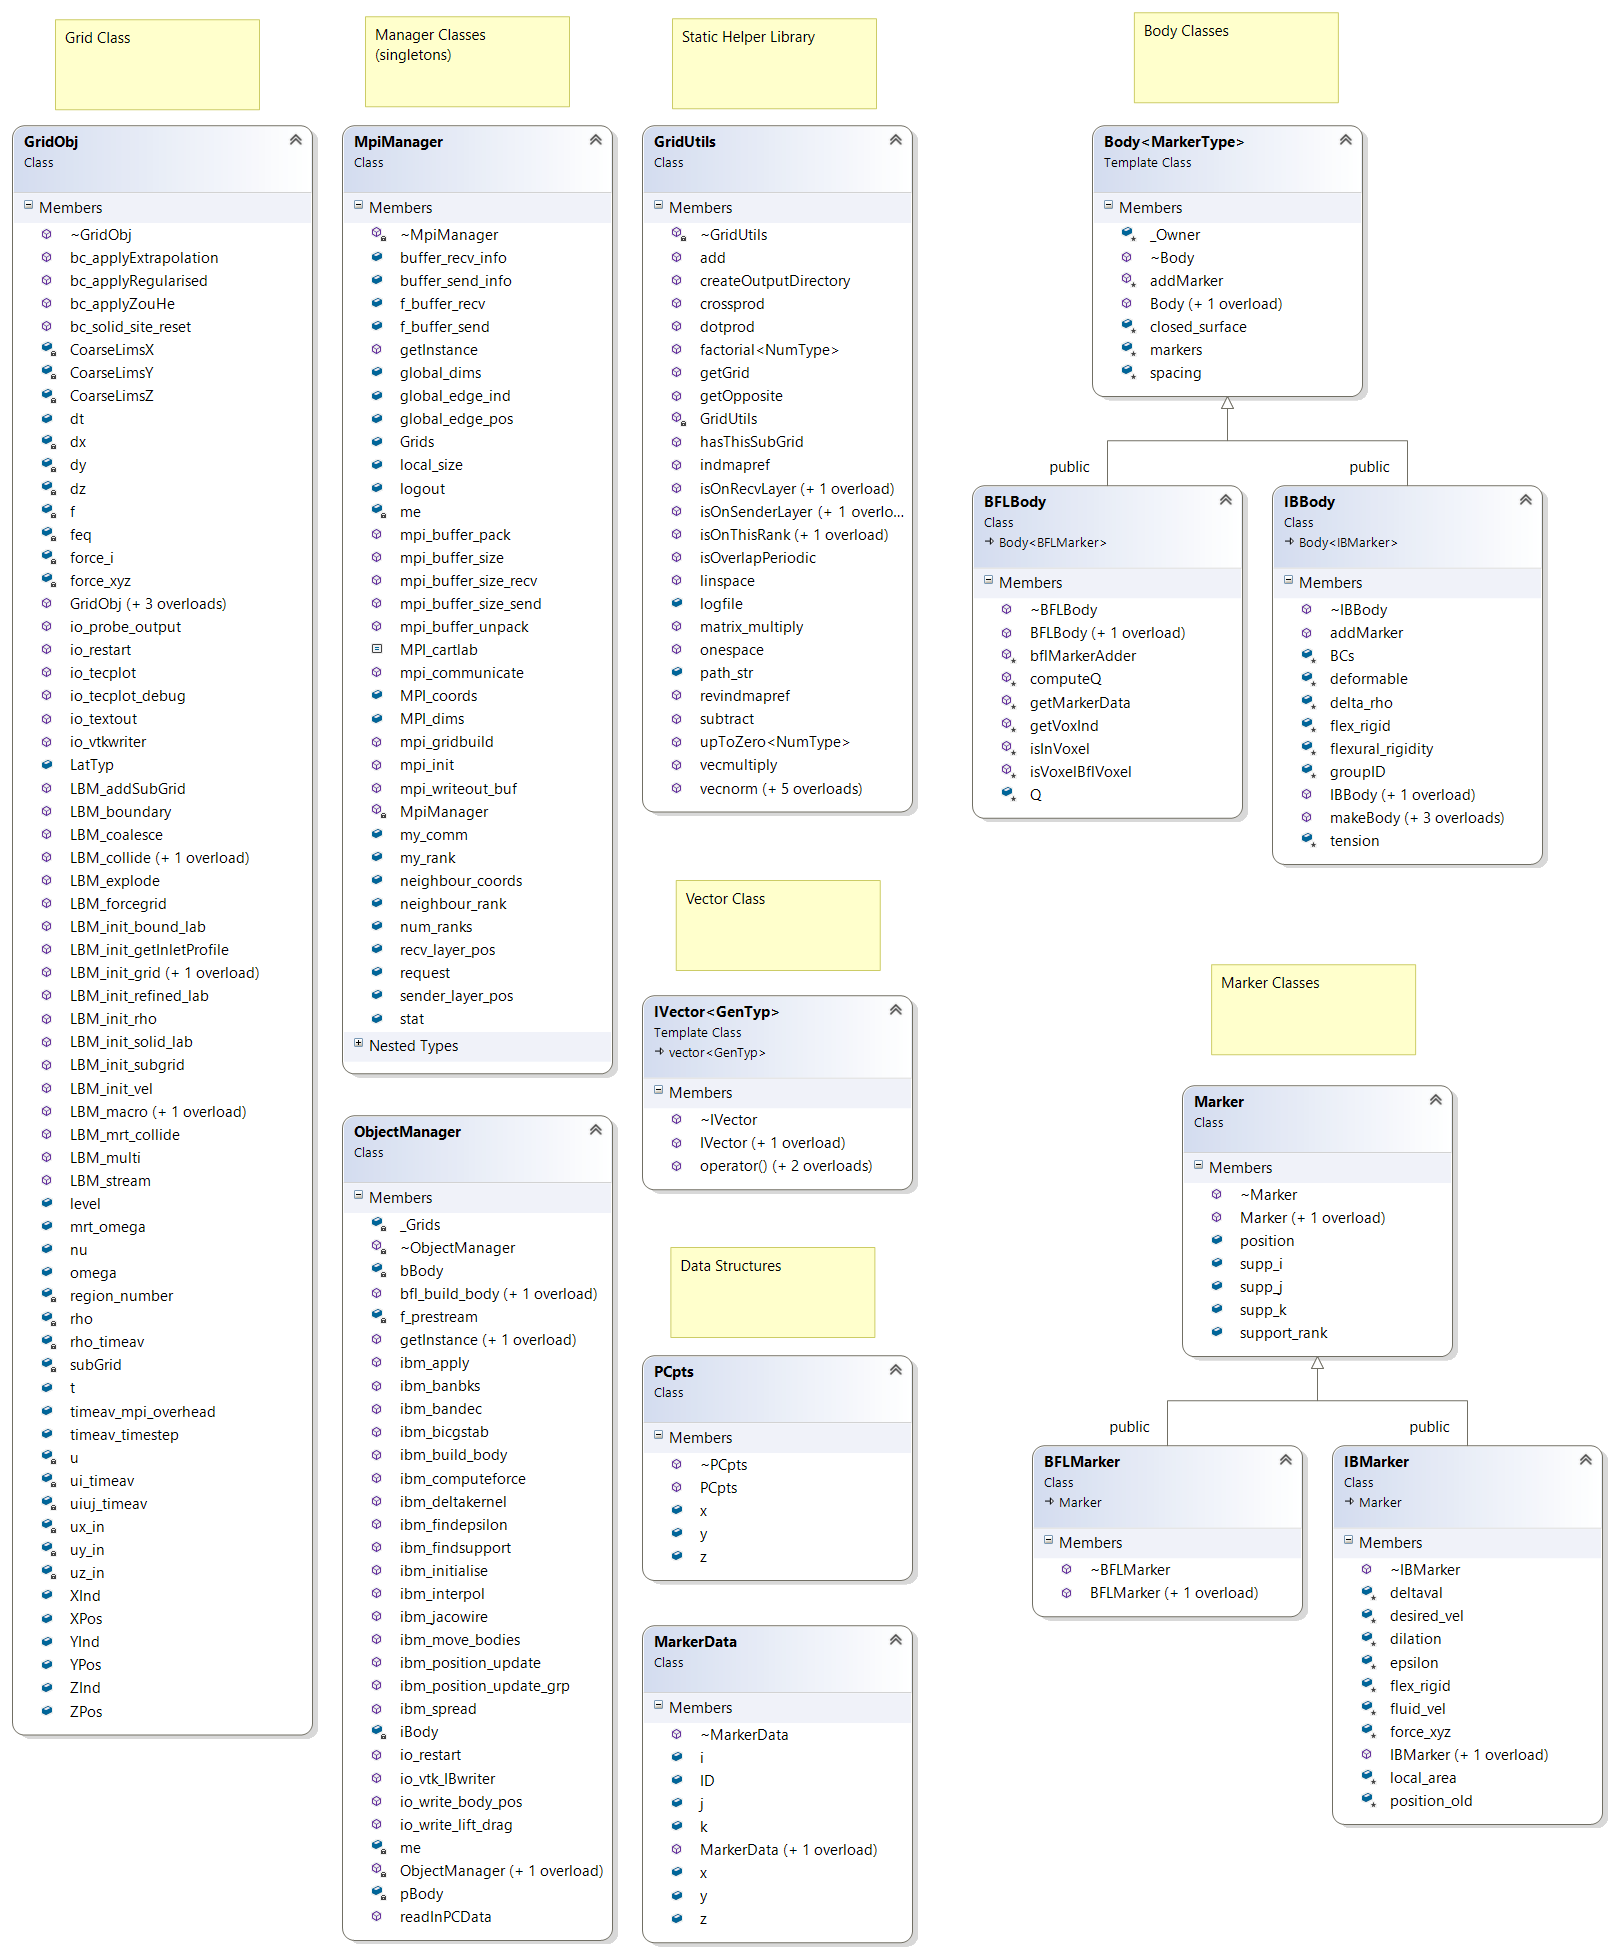 Grid Class
GridObj
Class
Members
~GridObj
bc_applyExtrapolation
bc_applyRegularised
bc_applyZouHe
bc_solid_site_reset
CoarseLimsX
CoarseLimsY
CoarseLimsZ
dt
dx
dy
dz
f
feq
force_i
force_xyz
GridObj (+ 3 overloads)
io_probe_output
io_restart
io_tecplot
io_tecplot_debug
io_textout
io_vtkwriter
LatTyp
LBM_addSubGrid
LBM_boundary
LBM_coalesce
LBM_collide (+ 1 overload)
LBM_explode
LBM_forcegrid
LBM_init_bound_lab
LBM_init_getInletProfile
LBM_init_grid (+ 1 overload)
LBM_init_refined_lab
LBM_init_rho
LBM_init_solid_lab
LBM_init_subgrid
LBM_init_vel
LBM_macro (+ 1 overload)
LBM_mrt_collide
LBM_multi
LBM_stream
level
mrt_omega
nu
omega
region_number
rho
rho_timeav
subGrid
t
timeav_mpi_overhead
timeav_timestep
u
ui_timeav
uiuj_timeav
ux_in
uy_in
uz_in
XInd
XPos
YInd
YPos
ZInd
ZPos
Manager Classes
(singletons)
MpiManager
Class
Members
~MpiManager
buffer_recv_info
buffer_send_info
f_buffer_recv
f_buffer_send
getInstance
global_dims
global_edge_ind
global_edge_pos
Grids
local_size
logout
me
mpi_buffer_pack
mpi_buffer_size
mpi_buffer_size_recv
mpi_buffer_size_send
mpi_buffer_unpack
MPI_cartlab
mpi_communicate
MPI_coords
MPI_dims
mpi_gridbuild
mpi_init
mpi_writeout_buf
MpiManager
my_comm
my_rank
neighbour_coords
neighbour_rank
num_ranks
recv_layer_pos
request
sender_layer_pos
stat
Nested Types
ObjectManager
Class
Members
_Grids
~ObjectManager
bBody
bfl_build_body (+ 1 overload)
f_prestream
getInstance (+ 1 overload)
ibm_apply
ibm_banbks
ibm_bandec
ibm_bicgstab
ibm_build_body
ibm_computeforce
ibm_deltakernel
ibm_findepsilon
ibm_findsupport
ibm_initialise
ibm_interpol
ibm_jacowire
ibm_move_bodies
ibm_position_update
ibm_position_update_grp
ibm_spread
iBody
io_restart
io_vtk_IBwriter
io_write_body_pos
io_write_lift_drag
me
ObjectManager (+ 1 overload)
pBody
readInPCData
Static Helper Library
GridUtils
Class
Members
~GridUtils
add
createOutputDirectory
crossprod
dotprod
factorial<NumType>
getGrid
getOpposite
GridUtils
hasThisSubGrid
indmapref
isOnRecvLayer (+ 1 overload)
isOnSenderLayer (+ 1 overlo...
isOnThisRank (+ 1 overload)
isOverlapPeriodic
linspace
logfile
matrix_multiply
onespace
path_str
revindmapref
subtract
upToZero<NumType>
vecmultiply
vecnorm (+ 5 overloads)
Vector Class
IVector<GenTyp>
Template Class
vector<GenTyp>
Members
~IVector
IVector (+ 1 overload)
operator() (+ 2 overloads)
Data Structures
PCpts
Class
Members
~PCpts
PCpts
x
y
z
MarkerData
Class
Members
~MarkerData
i
ID
j
k
MarkerData (+ 1 overload)
x
y
z
Body Classes
Body<MarkerType>
Template Class
Members
_Owner
~Body
addMarker
Body (+ 1 overload)
closed_surface
markers
spacing
public
public
BFLBody
Class
Body<BFLMarker>
Members
~BFLBody
BFLBody (+ 1 overload)
bflMarkerAdder
computeQ
getMarkerData
getVoxInd
isInVoxel
isVoxelBflVoxel
Q
IBBody
Class
Body<IBMarker>
Members
~IBBody
addMarker
BCs
deformable
delta_rho
flex_rigid
flexural_rigidity
groupID
IBBody (+ 1 overload)
makeBody (+ 3 overloads)
tension
Marker Classes
Marker
Class
Members
~Marker
Marker (+ 1 overload)
position
supp_i
supp_j
supp_k
support_rank
public
public
BFLMarker
Class
Marker
Members
~BFLMarker
BFLMarker (+ 1 overload)
IBMarker
Class
Marker
Members
~IBMarker
deltaval
desired_vel
dilation
epsilon
flex_rigid
fluid_vel
force_xyz
IBMarker (+ 1 overload)
local_area
position_old